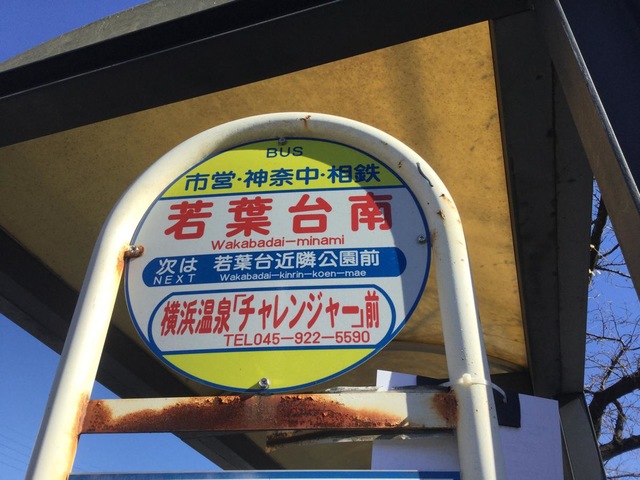 BUS
市営・神奈中・相鉄
若葉台南
Wakabadai-minami
次は 若葉台近隣公園前
NEXT Wakabadai-kinrin-koen-mae
横浜温泉「チャレンジャー」前
TEL045-922-5590